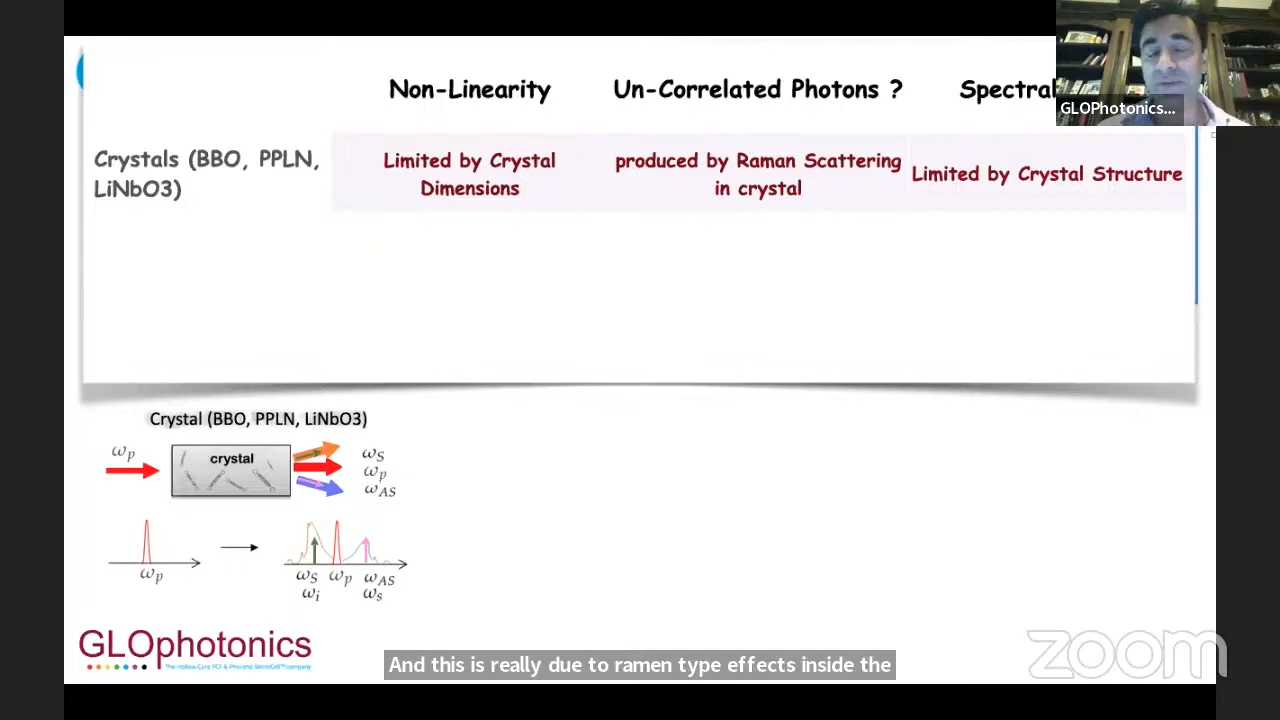 Non-Linearity
Un-Correlated Photons ?
Spectral
GLOPhotonics...
Crystals (BBO, PPLN,
LiNbO3)
Limited by Crystal
Dimensions
produced by Raman Scattering
in crystal
Limited by Crystal Structure
Crystal (BBO, PPLN, LiNbO3)
ωp
crystal
ωS
ωp
ωAS
ωp
ωS ωp ωAS
ωi ωs
GLOphotonics
The Hollow-Core PCF & Photonic MicroCell™ company
zoom
And this is really due to ramen type effects inside the